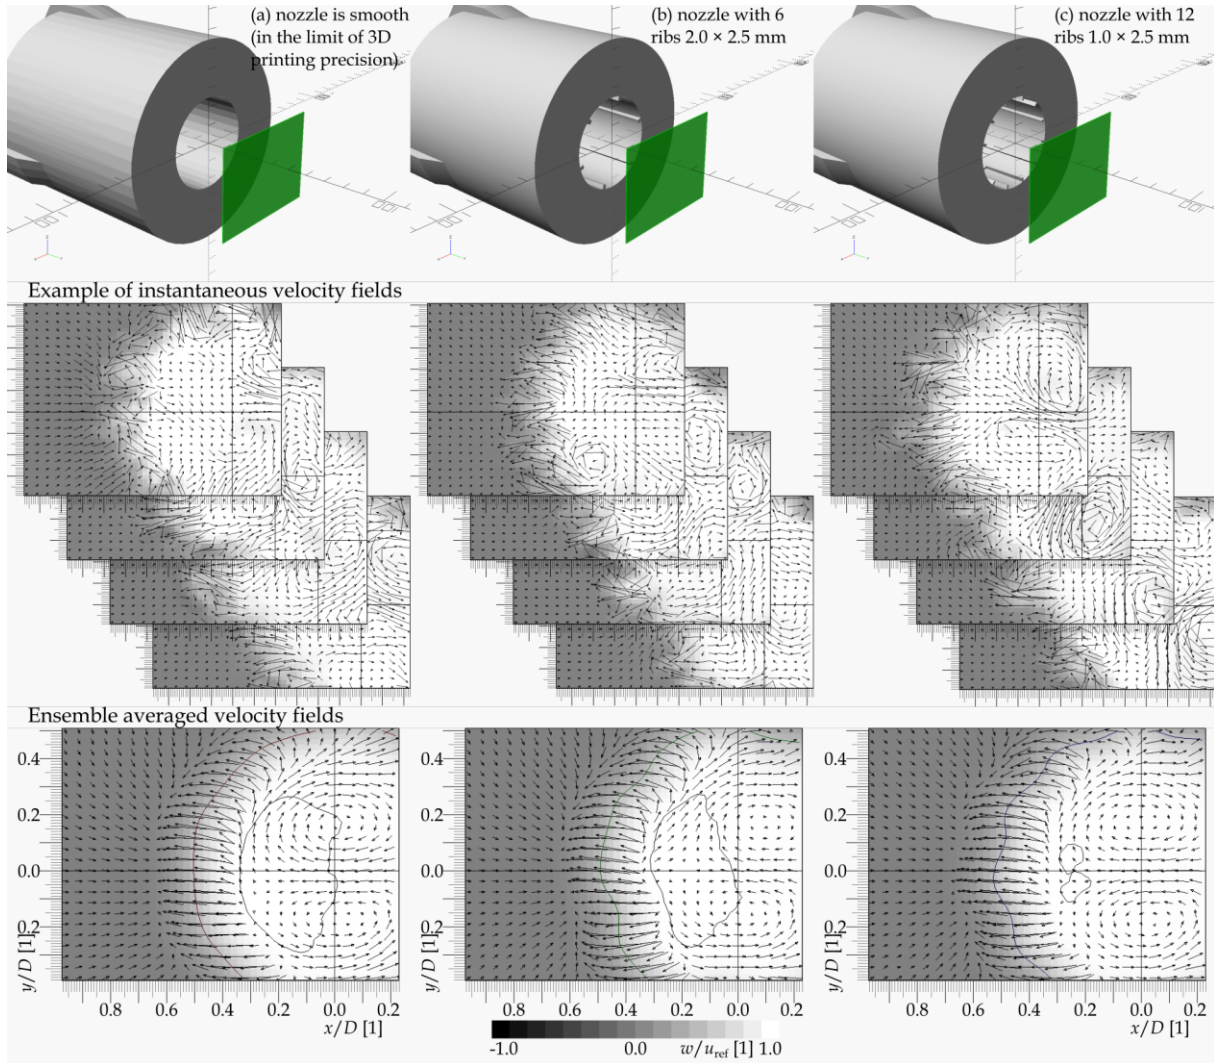 (a) nozzle is smooth
(in the limit of 3D
printing precision)
(b) nozzle with 6
ribs 2.0 × 2.5 mm
(c) nozzle with 12
ribs 1.0 × 2.5 mm
Example of instantaneous velocity fields
Ensemble averaged velocity fields
0.4
0.2
0.0
0.2
y/D [1]
0.8 0.6 0.4 0.2 0.0 0.2
x/D [1]
0.4
0.2
0.0
0.2
y/D [1]
0.8 0.6 0.4 0.2 0.0 0.2
x/D [1]
0.4
0.2
0.0
0.2
y/D [1]
0.8 0.6 0.4 0.2 0.0 0.2
x/D [1]
-1.0 0.0 w/uref [1] 1.0